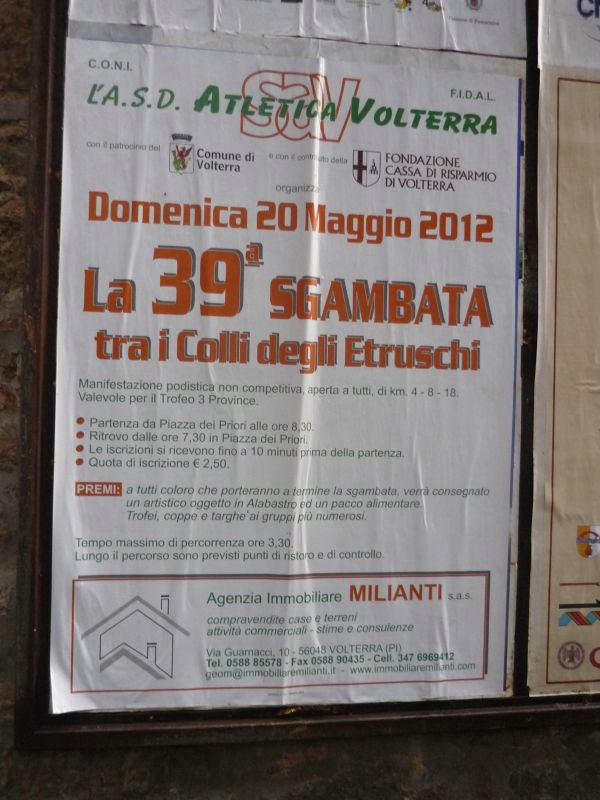 C.O.N.I.
F.I.D.A.L.
L'A.S.D. ATLETICA VOLTERRA
SAV
con il patrocinio del
Comune di
Volterra
e con il contributo della
FONDAZIONE
CASSA DI RISPARMIO
DI VOLTERRA
organizza
Domenica 20 Maggio 2012
La 39ª SGAMBATA
tra i Colli degli Etruschi
Manifestazione podistica non competitiva, aperta a tutti, di km. 4 - 8 - 18.
Valevole per il Trofeo 3 Province.
● Partenza da Piazza dei Priori alle ore 8,30.
● Ritrovo dalle ore 7,30 in Piazza dei Priori.
● Le iscrizioni si ricevono fino a 10 minuti prima della partenza.
● Quota di iscrizione € 2,50.
PREMI: a tutti coloro che porteranno a termine la sgambata, verrà consegnato
un artistico oggetto in Alabastro ed un pacco alimentare.
Trofei, coppe e targhe ai gruppi più numerosi.
Tempo massimo di percorrenza ore 3,30.
Lungo il percorso sono previsti punti di ristoro e di controllo.
Agenzia Immobiliare MILIANTI s.a.s.
compravendite case e terreni
attività commerciali - stime e consulenze
Via Guarnacci, 10 - 56048 VOLTERRA (PI)
Tel. 0588 85578 - Fax 0588 90435 - Cell. 347 6969412
geom@immobiliaremilianti.it - www.immobiliaremilianti.com